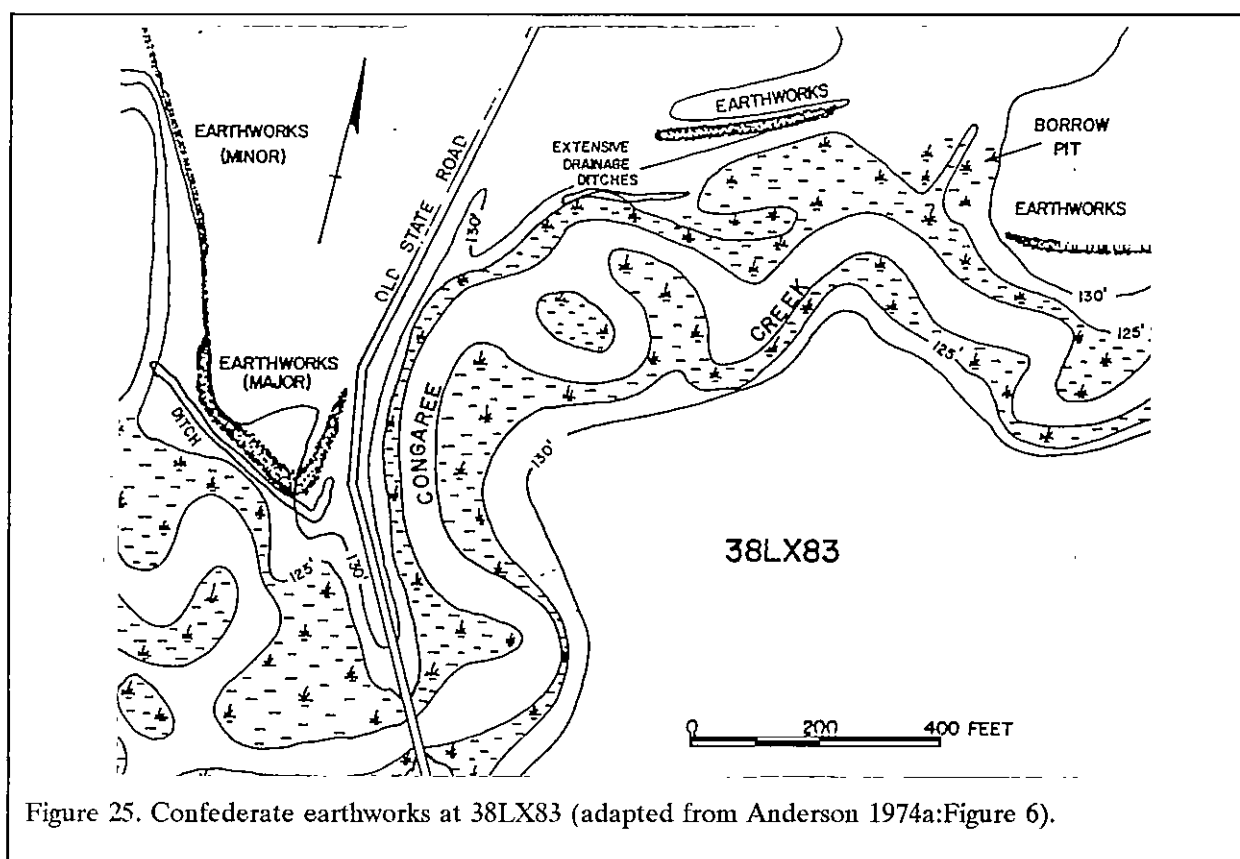 EARTHWORKS
(MINOR)
OLD STATE ROAD
EARTHWORKS
EXTENSIVE
DRAINAGE
DITCHES
BORROW
PIT
EARTHWORKS
130'
130'
125'
125'
CREEK
EARTHWORKS
(MAJOR)
DITCH
CONGAREE
130'
125'
130'
38LX83
0 200 400 FEET
Figure 25. Confederate earthworks at 38LX83 (adapted from Anderson 1974a:Figure 6).